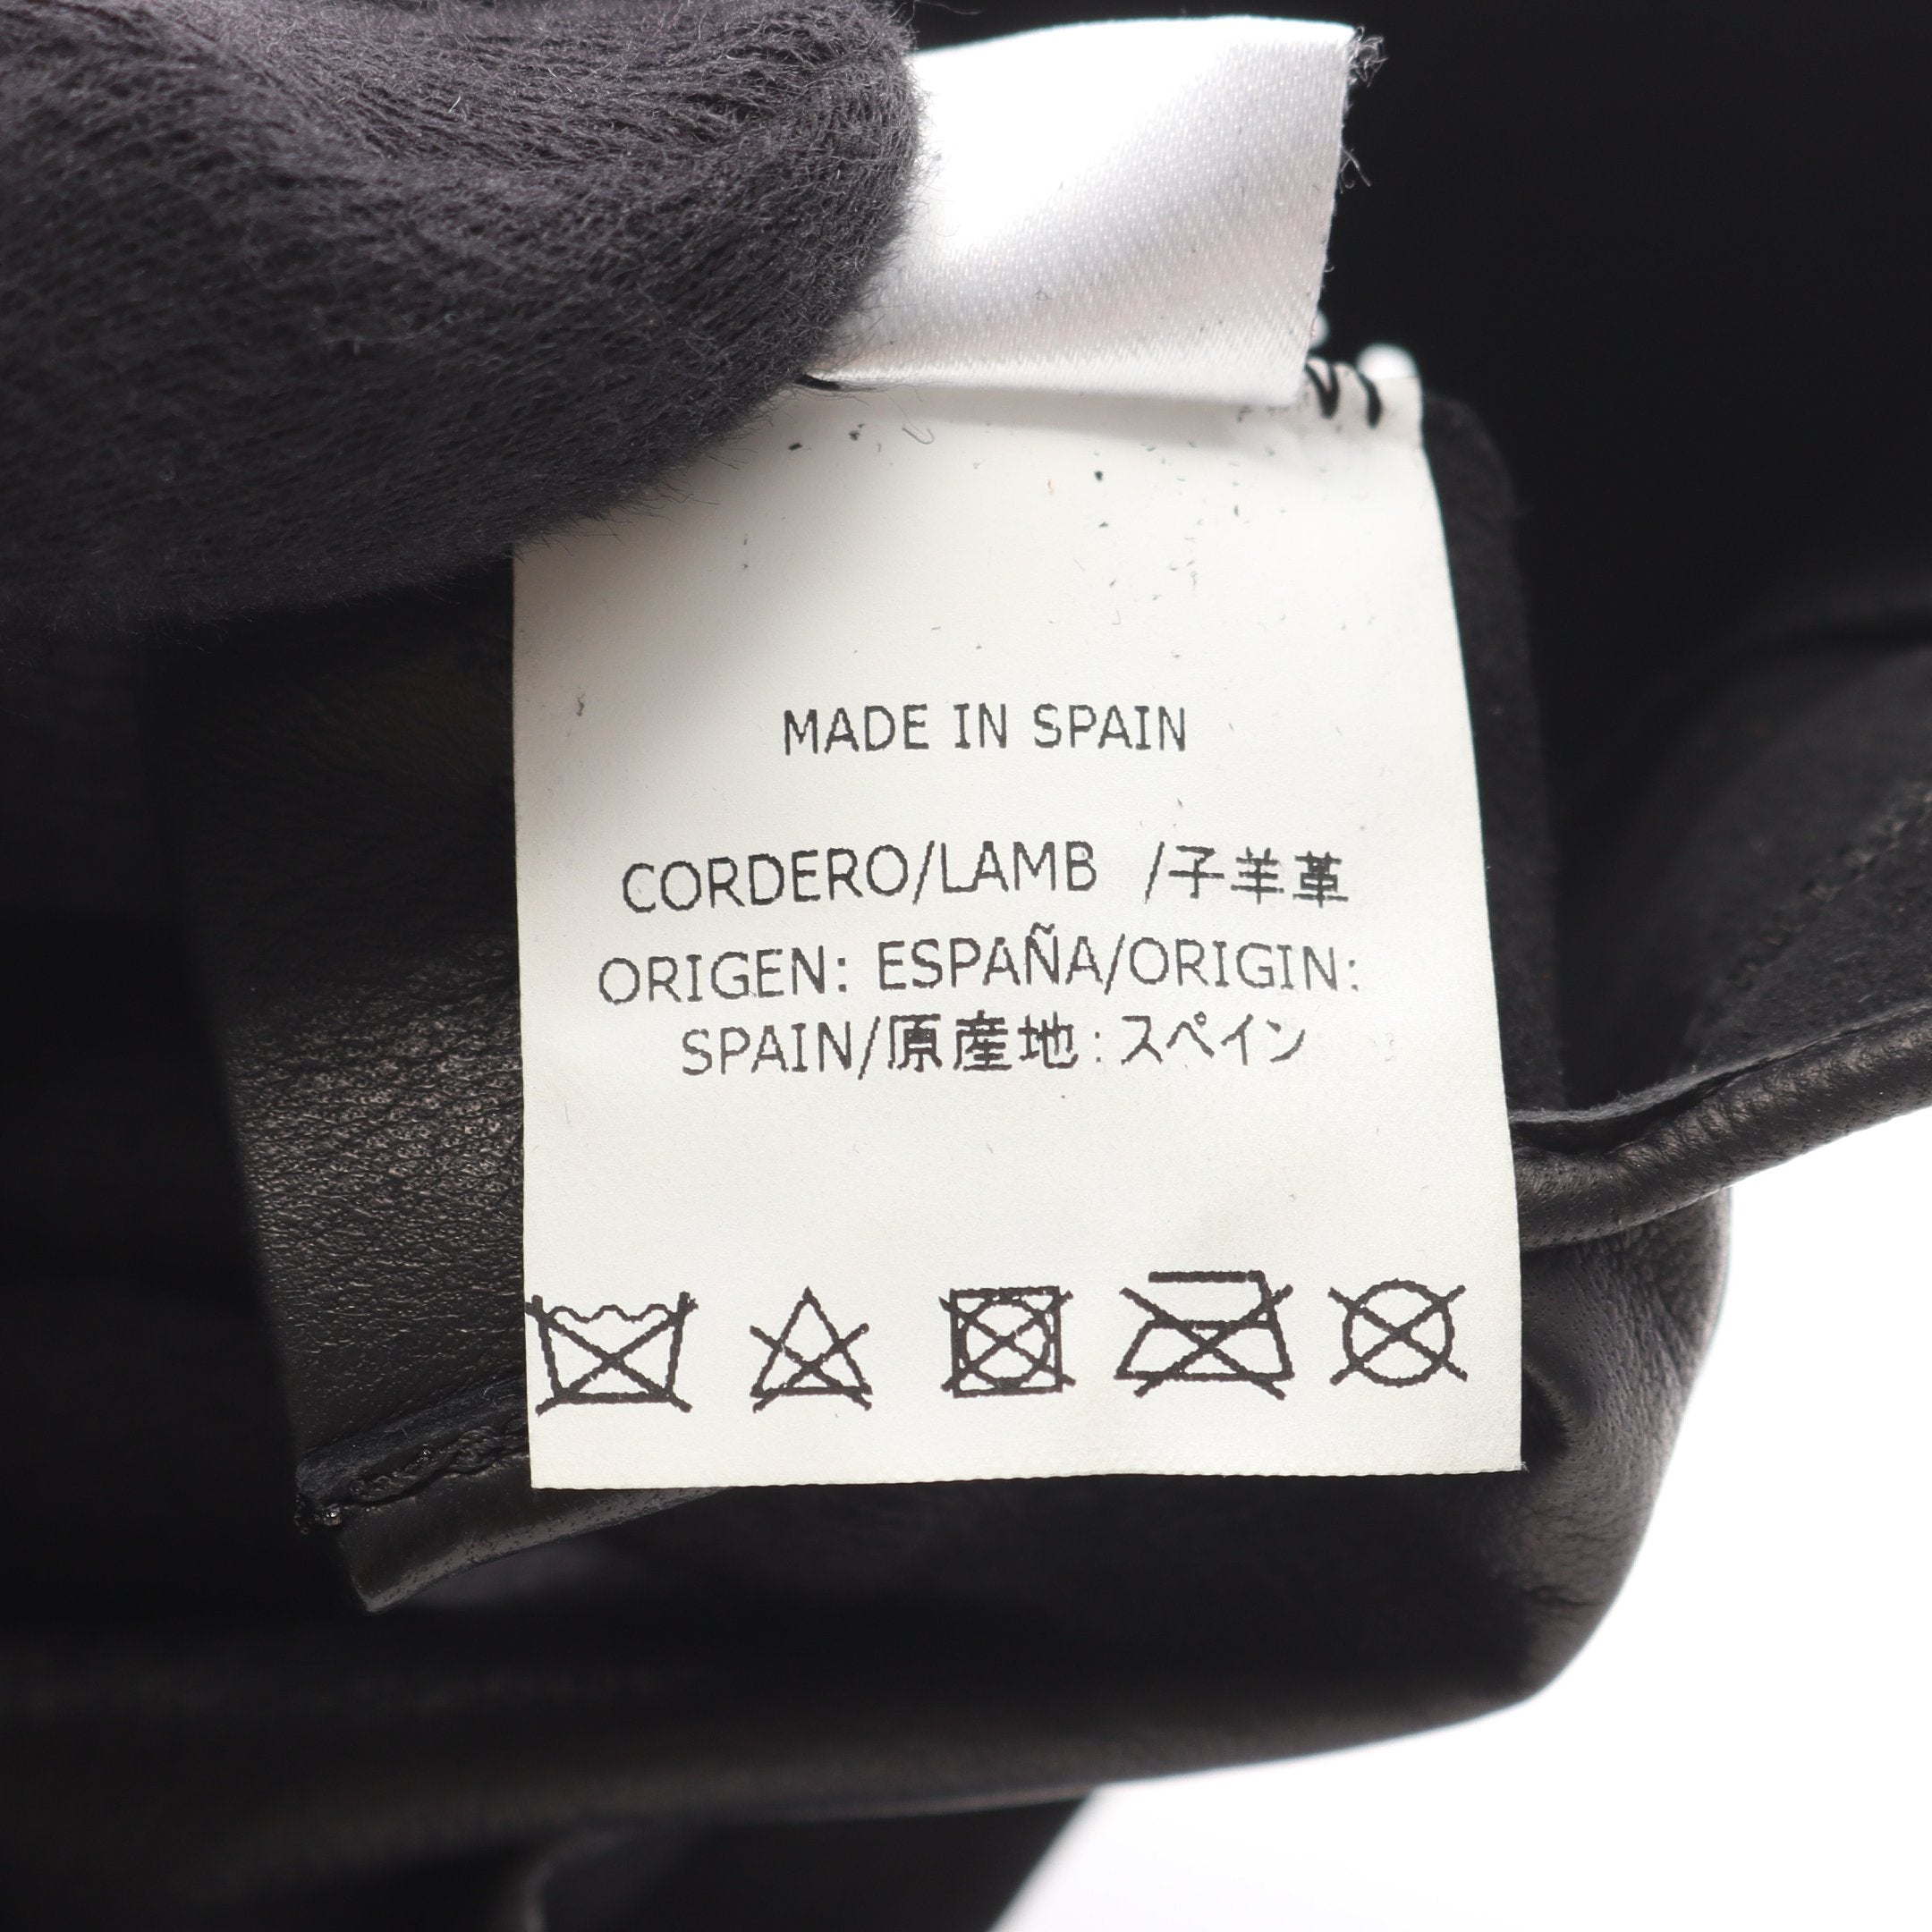 MADE IN SPAIN
CORDERO/LAMB /子羊革
ORIGEN: ESPAÑA/ORIGIN:
SPAIN/原産地:スペイン